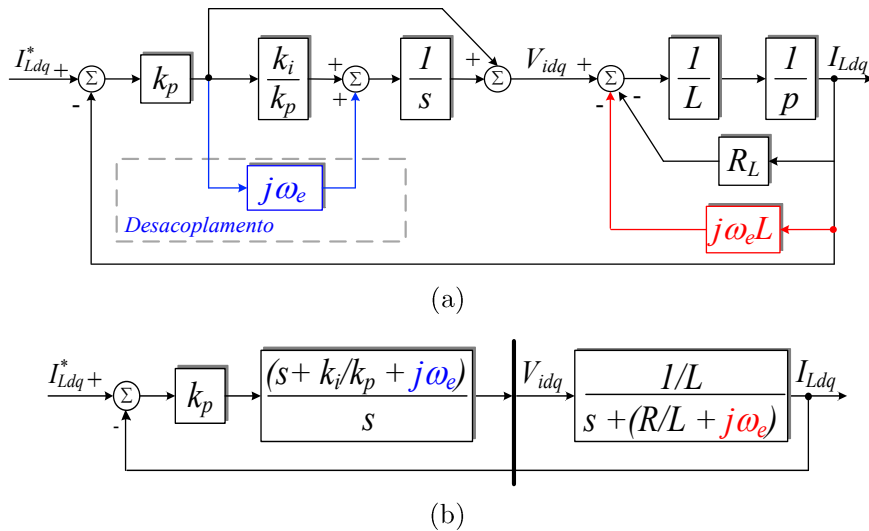 I*Ldq + Σ - kp ki/kp + + Σ 1/s + Σ Vidq + Σ - - 1/L 1/p ILdq
RL
jωe
Desacoplamento
jωeL
(a)
I*Ldq + Σ - kp (s + ki/kp + jωe)/s Vidq 1/L/(s + (R/L + jωe)) ILdq
(b)